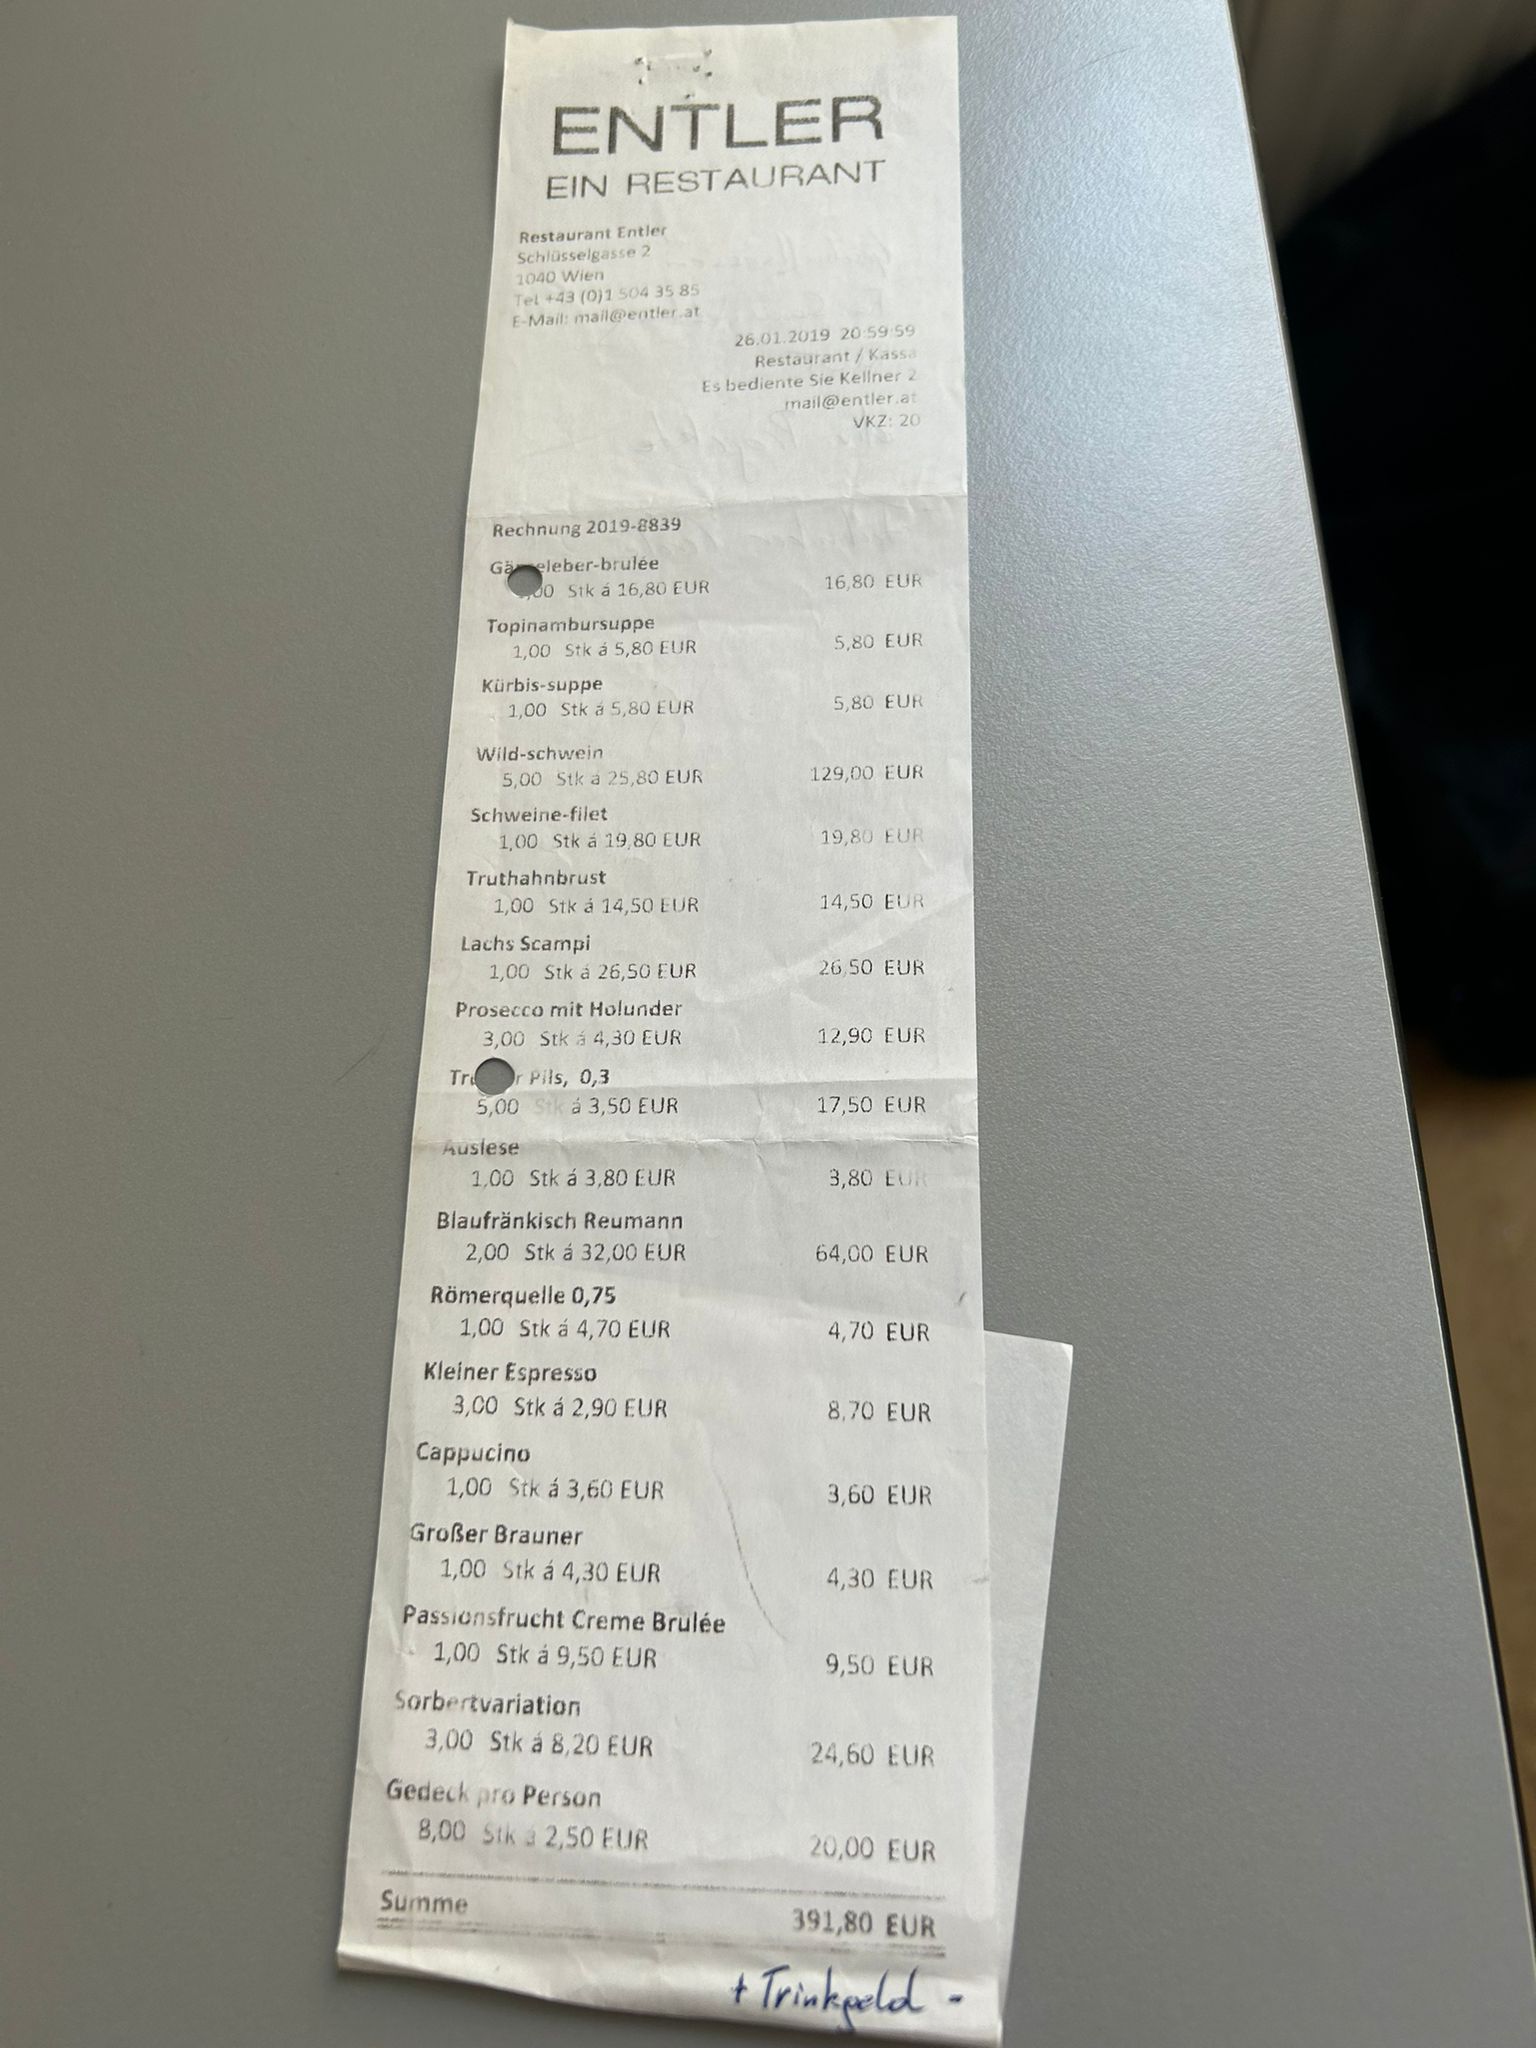 ENTLER
EIN RESTAURANT
Restaurant Entler
Schlüsselgasse 2
1040 Wien
Tel +43 (0)1 504 35 85
E-Mail: mail@entler.at
26.01.2019 20:59:59
Restaurant / Kassa
Es bediente Sie Kellner 2
mail@entler.at
VKZ: 20
Rechnung 2019-8839
eleber-brulée
,00 Stk á 16,80 EUR 16,80 EUR
Topinambursuppe
1,00 Stk á 5,80 EUR 5,80 EUR
Kürbis-suppe
1,00 Stk á 5,80 EUR 5,80 EUR
Wild-schwein
5,00 Stk á 25,80 EUR 129,00 EUR
Schweine-filet
1,00 Stk á 19,80 EUR 19,80 EUR
Truthahnbrust
1,00 Stk á 14,50 EUR 14,50 EUR
Lachs Scampi
1,00 Stk á 26,50 EUR 26,50 EUR
Prosecco mit Holunder
3,00 Stk á 4,30 EUR 12,90 EUR
Pils, 0,3
5,00 Stk á 3,50 EUR 17,50 EUR
Auslese
1,00 Stk á 3,80 EUR 3,80 EUR
Blaufränkisch Reumann
2,00 Stk á 32,00 EUR 64,00 EUR
Römerquelle 0,75
1,00 Stk á 4,70 EUR 4,70 EUR
Kleiner Espresso
3,00 Stk á 2,90 EUR 8,70 EUR
Cappucino
1,00 Stk á 3,60 EUR 3,60 EUR
Großer Brauner
1,00 Stk á 4,30 EUR 4,30 EUR
Passionsfrucht Creme Brulée
1,00 Stk á 9,50 EUR 9,50 EUR
Sorbertvariation
3,00 Stk á 8,20 EUR 24,60 EUR
Gedeck pro Person
8,00 Stk á 2,50 EUR 20,00 EUR
Summe 391,80 EUR
+ Trinkgeld -